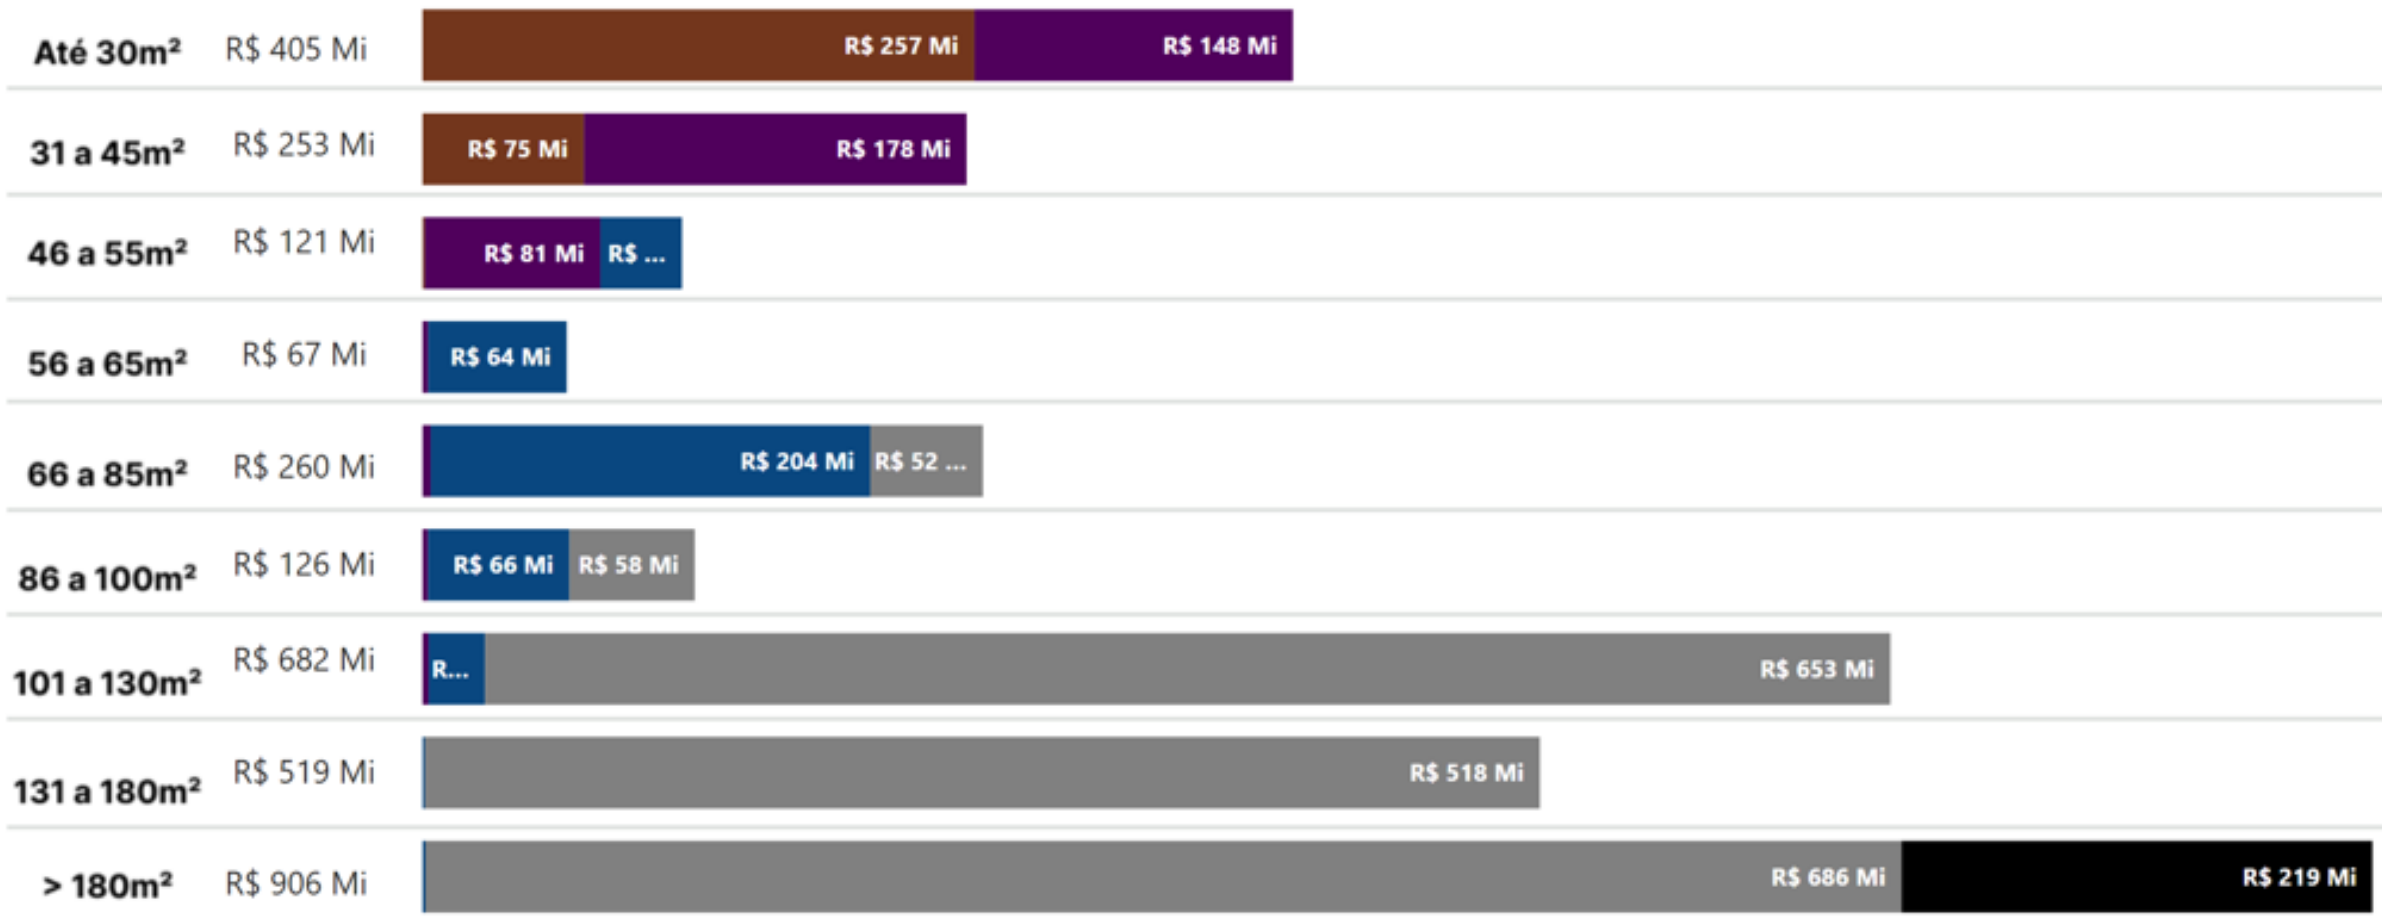 Até 30m² R$ 405 Mi R$ 257 Mi R$ 148 Mi
31 a 45m² R$ 253 Mi R$ 75 Mi R$ 178 Mi
46 a 55m² R$ 121 Mi R$ 81 Mi R$ ...
56 a 65m² R$ 67 Mi R$ 64 Mi
66 a 85m² R$ 260 Mi R$ 204 Mi R$ 52 ...
86 a 100m² R$ 126 Mi R$ 66 Mi R$ 58 Mi
101 a 130m² R$ 682 Mi R... R$ 653 Mi
131 a 180m² R$ 519 Mi R$ 518 Mi
> 180m² R$ 906 Mi R$ 686 Mi R$ 219 Mi